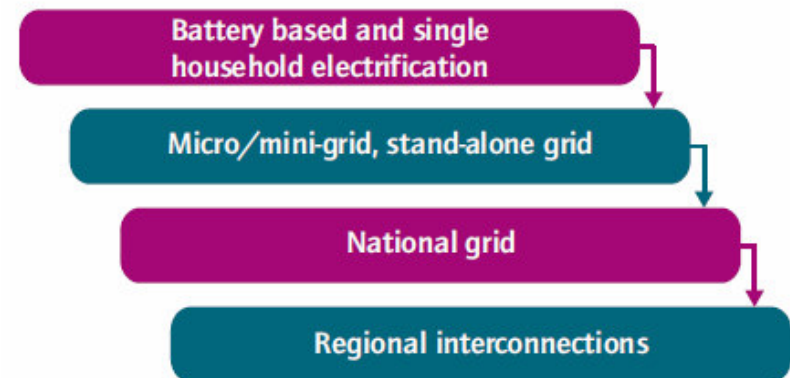 Battery based and single
household electrification
Micro/mini-grid, stand-alone grid
National grid
Regional interconnections